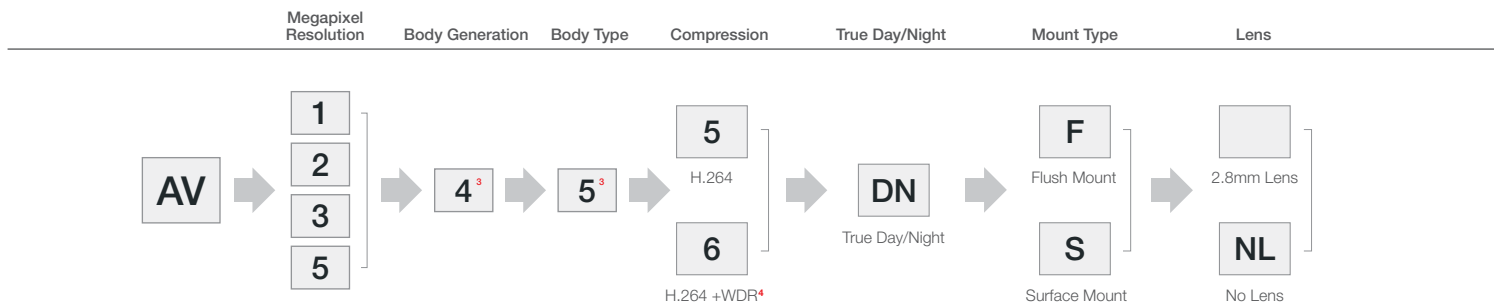 Megapixel
Resolution
Body Generation
Body Type
Compression
True Day/Night
Mount Type
Lens
AV
1
2
3
5
4³
5³
5
H.264
6
H.264 +WDR⁴
DN
True Day/Night
F
Flush Mount
S
Surface Mount
2.8mm Lens
NL
No Lens